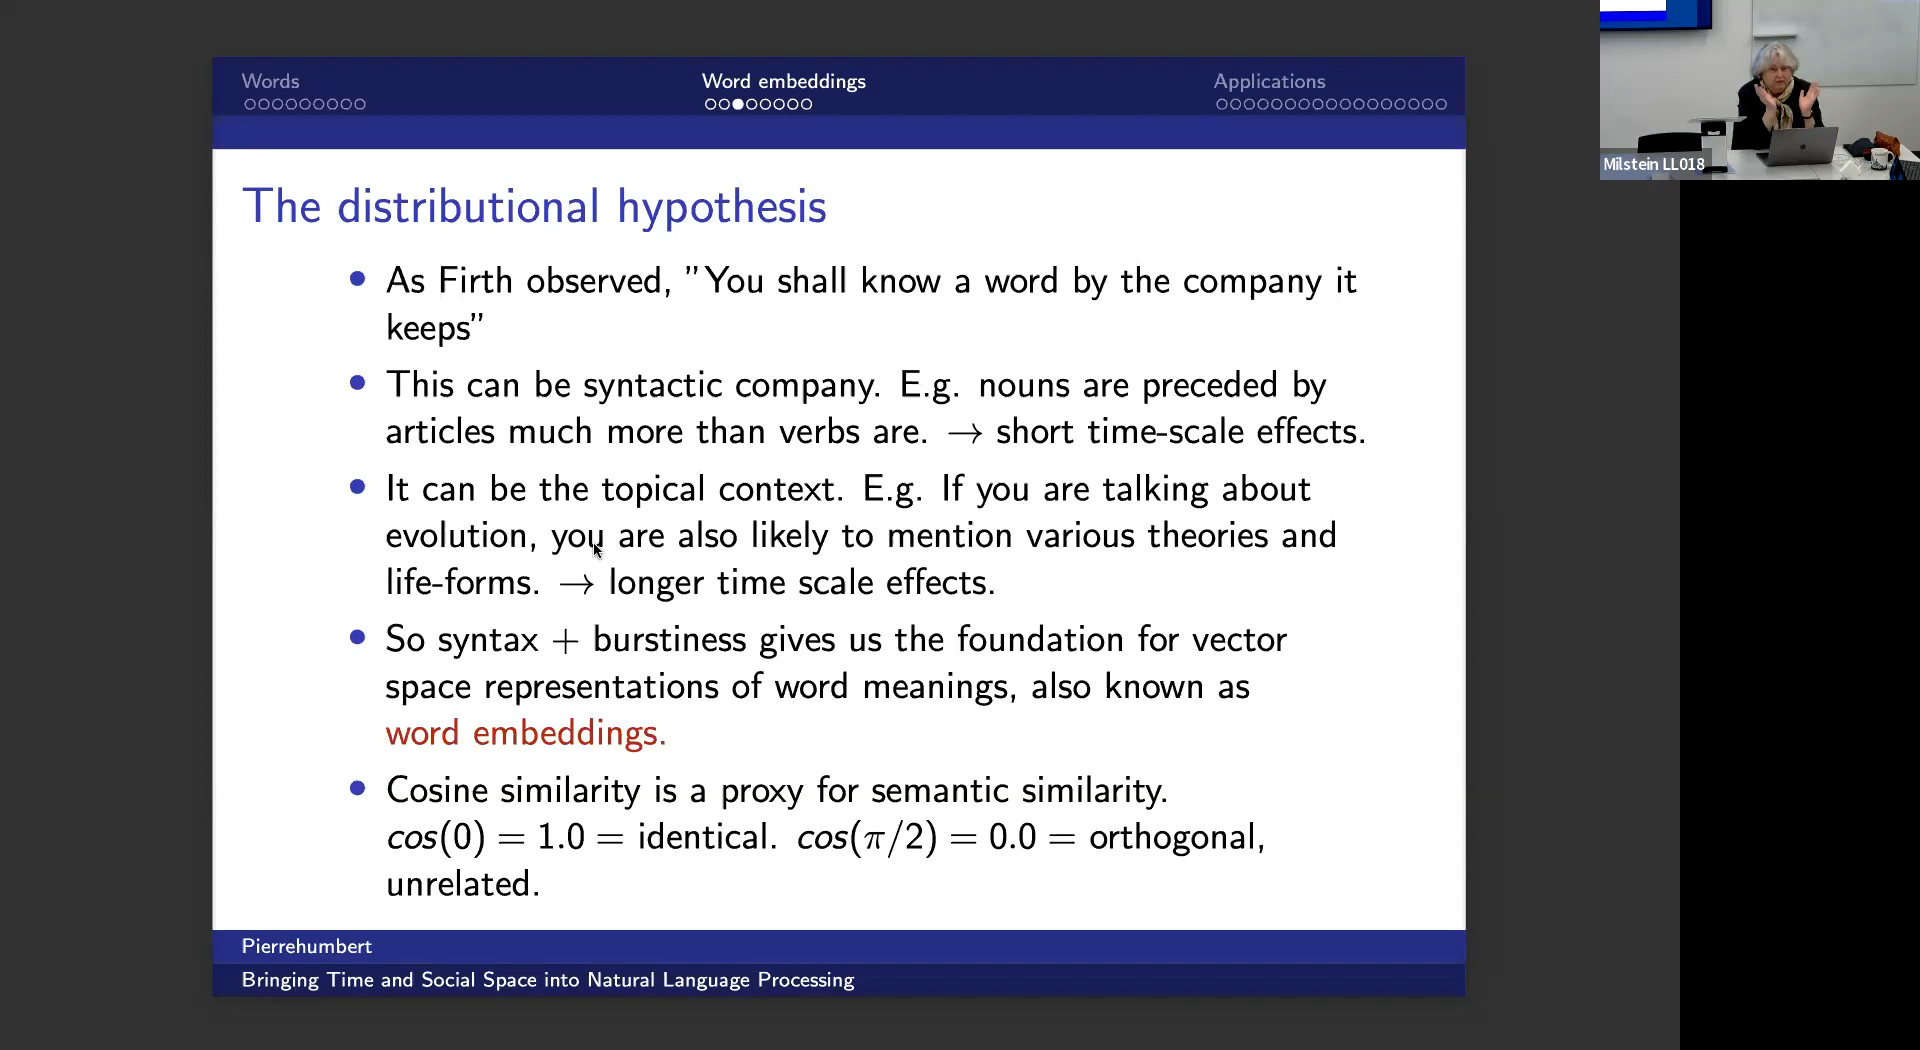 Words
Word embeddings
Applications
The distributional hypothesis
As Firth observed, ”You shall know a word by the company it
keeps”
This can be syntactic company. E.g. nouns are preceded by
articles much more than verbs are. → short time-scale effects.
It can be the topical context. E.g. If you are talking about
evolution, you are also likely to mention various theories and
life-forms. → longer time scale effects.
So syntax + burstiness gives us the foundation for vector
space representations of word meanings, also known as
word embeddings.
Cosine similarity is a proxy for semantic similarity.
cos(0) = 1.0 = identical. cos(π/2) = 0.0 = orthogonal,
unrelated.
Pierrehumbert
Bringing Time and Social Space into Natural Language Processing
Milstein LL018